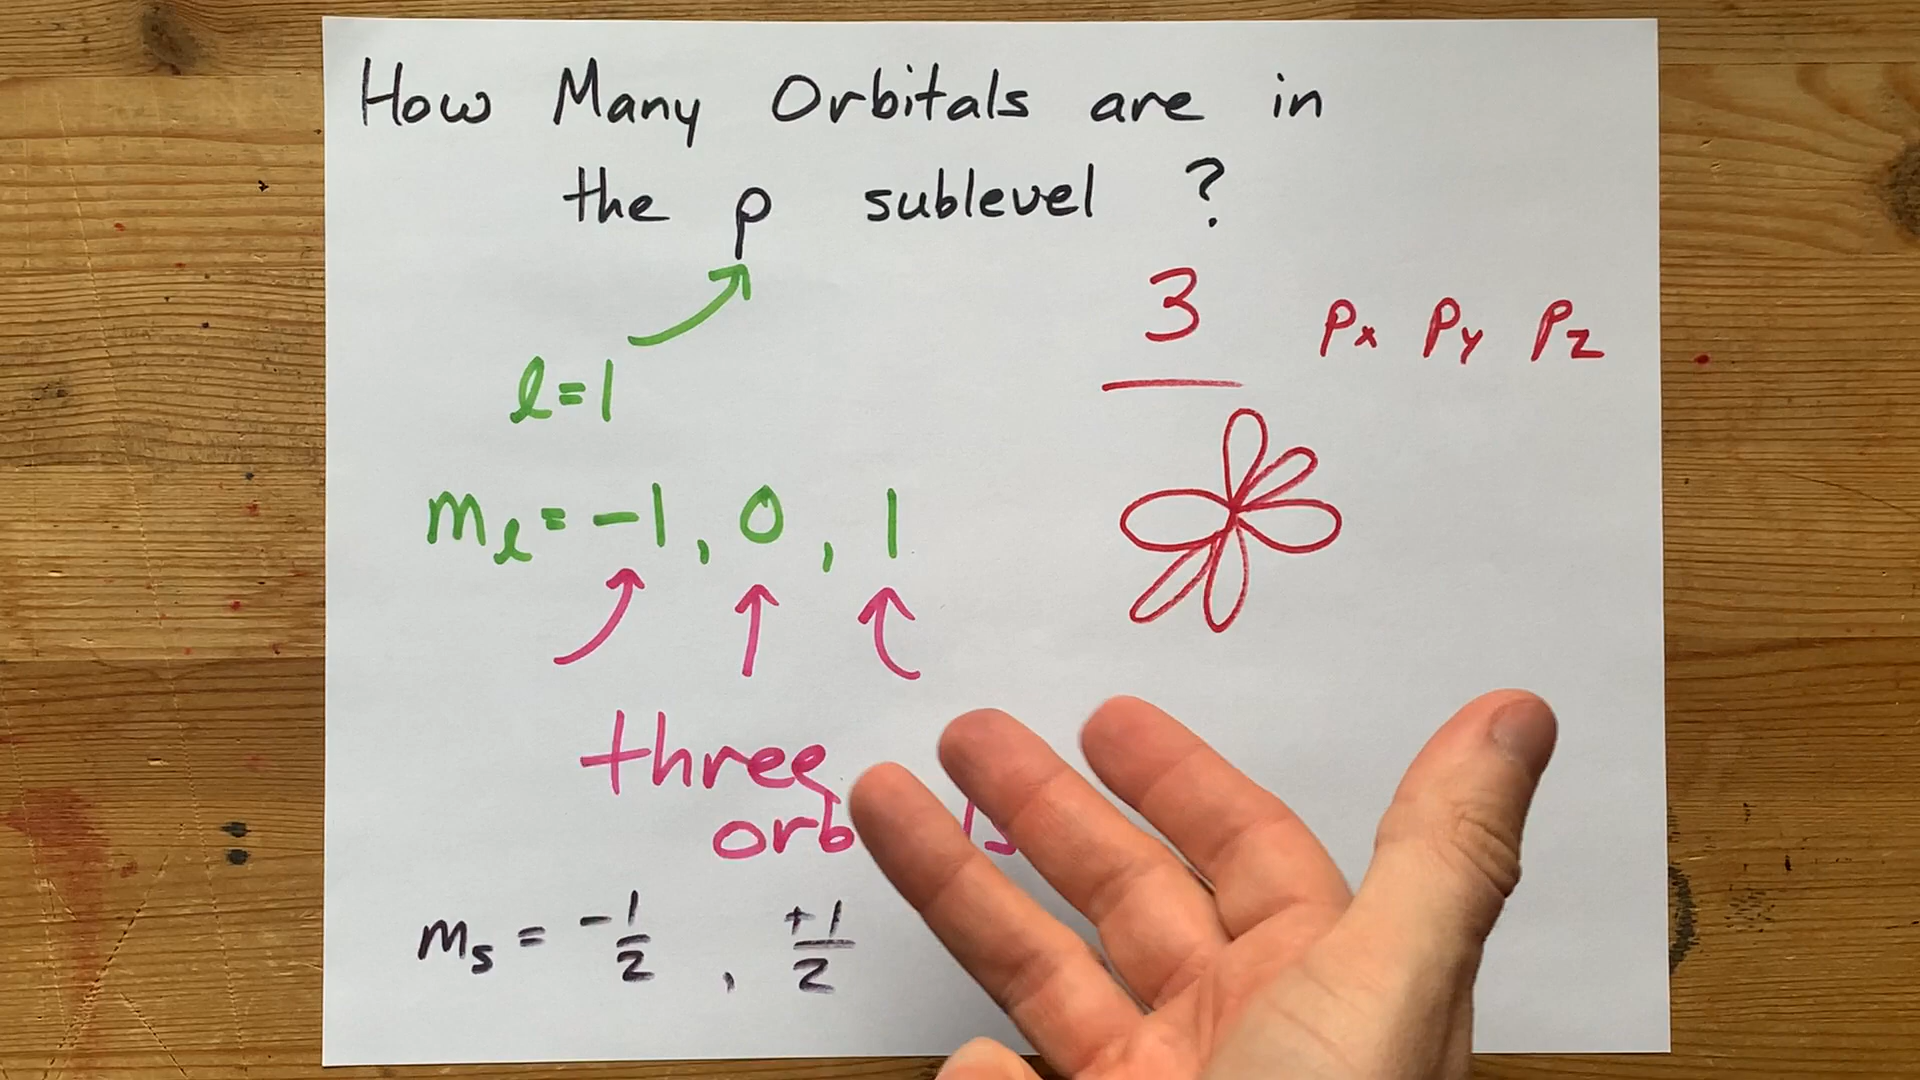 How Many Orbitals are in
the p sublevel ?
3 px py pz
l=1
ml = -1, 0, 1
three
ms = -1/2, +1/2